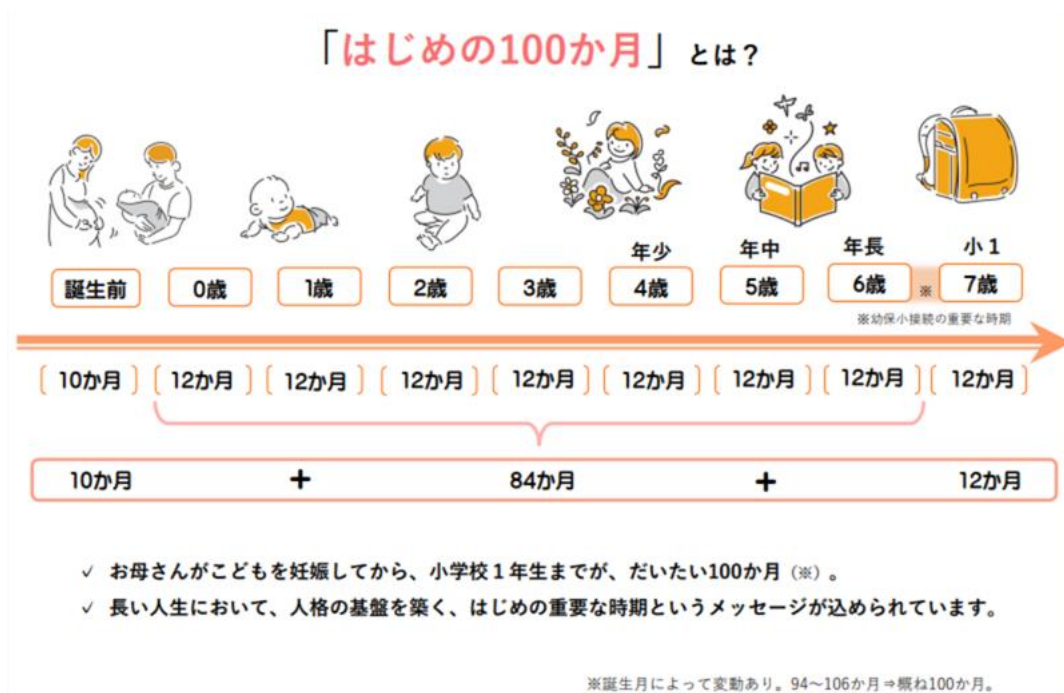 「はじめの100か月」とは？
年少 年中 年長 小1
誕生前 0歳 1歳 2歳 3歳 4歳 5歳 6歳 ※ 7歳
※幼保小接続の重要な時期
〔10か月〕〔12か月〕〔12か月〕〔12か月〕〔12か月〕〔12か月〕〔12か月〕〔12か月〕〔12か月〕
10か月 + 84か月 + 12か月
✓ お母さんがこどもを妊娠してから、小学校１年生までが、だいたい100か月（※）。
✓ 長い人生において、人格の基盤を築く、はじめの重要な時期というメッセージが込められています。
※誕生月によって変動あり。94～106か月⇒概ね100か月。